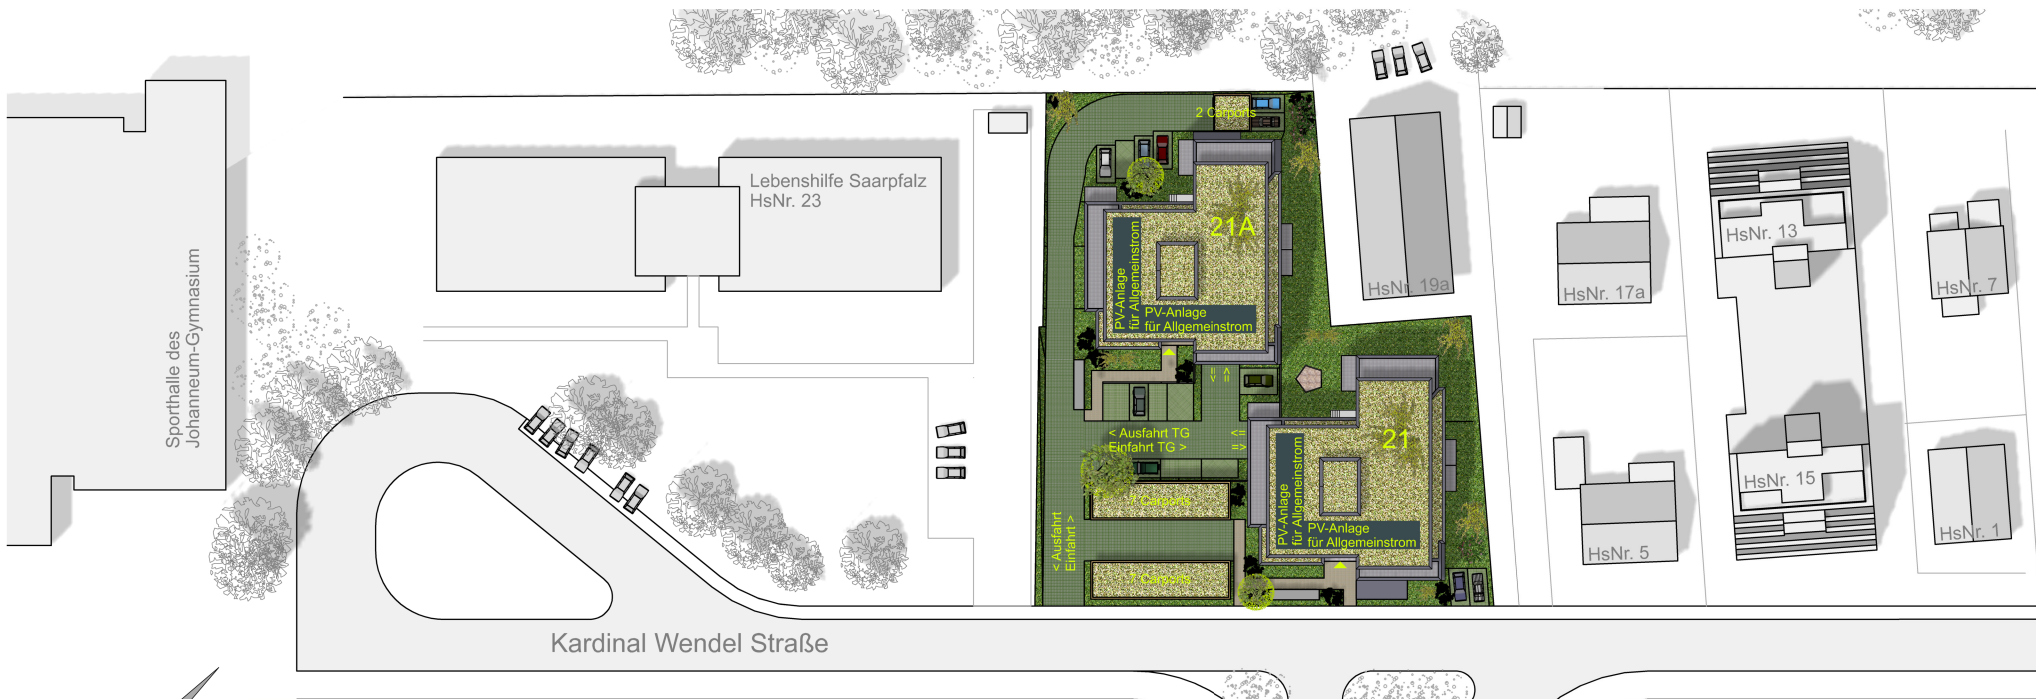 Sporthalle des
Johanneum-Gymnasium
Lebenshilfe Saarpfalz
HsNr. 23
2 Carports
21A
PV-Anlage
für Allgemeinstrom
PV-Anlage
für Allgemeinstrom
< Ausfahrt TG
Einfahrt TG >
<=
=>
<=
=>
7 Carports
7 Carports
< Ausfahrt
Einfahrt >
21
PV-Anlage
für Allgemeinstrom
PV-Anlage
für Allgemeinstrom
HsNr. 19a
HsNr. 17a
HsNr. 13
HsNr. 7
HsNr. 5
HsNr. 15
HsNr. 1
Kardinal Wendel Straße